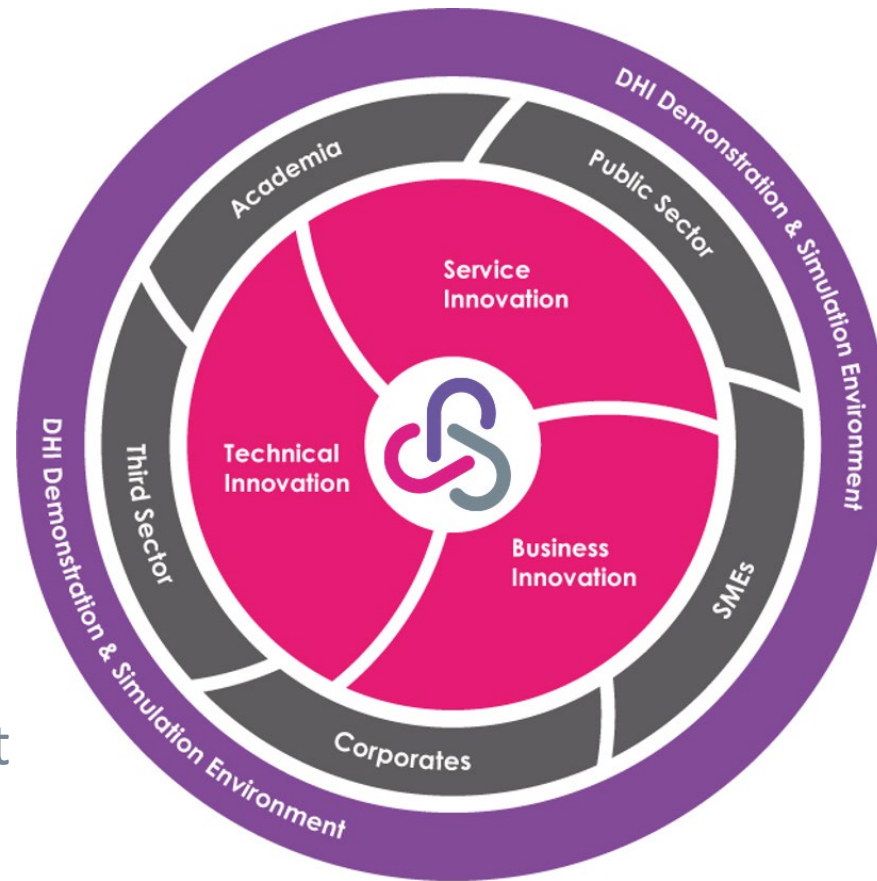 DHI Demonstration & Simulation Environment
Academia
Public Sector
Service
Innovation
Technical
Innovation
Third Sector
Business
Innovation
SMEs
Corporates
t
DHI Demonstration & Simulation Environment